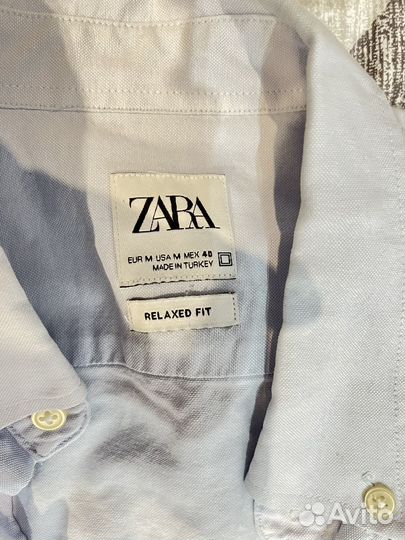 ZARA
EUR M USA M MEX 40
MADE IN TURKEY
RELAXED FIT
Avito